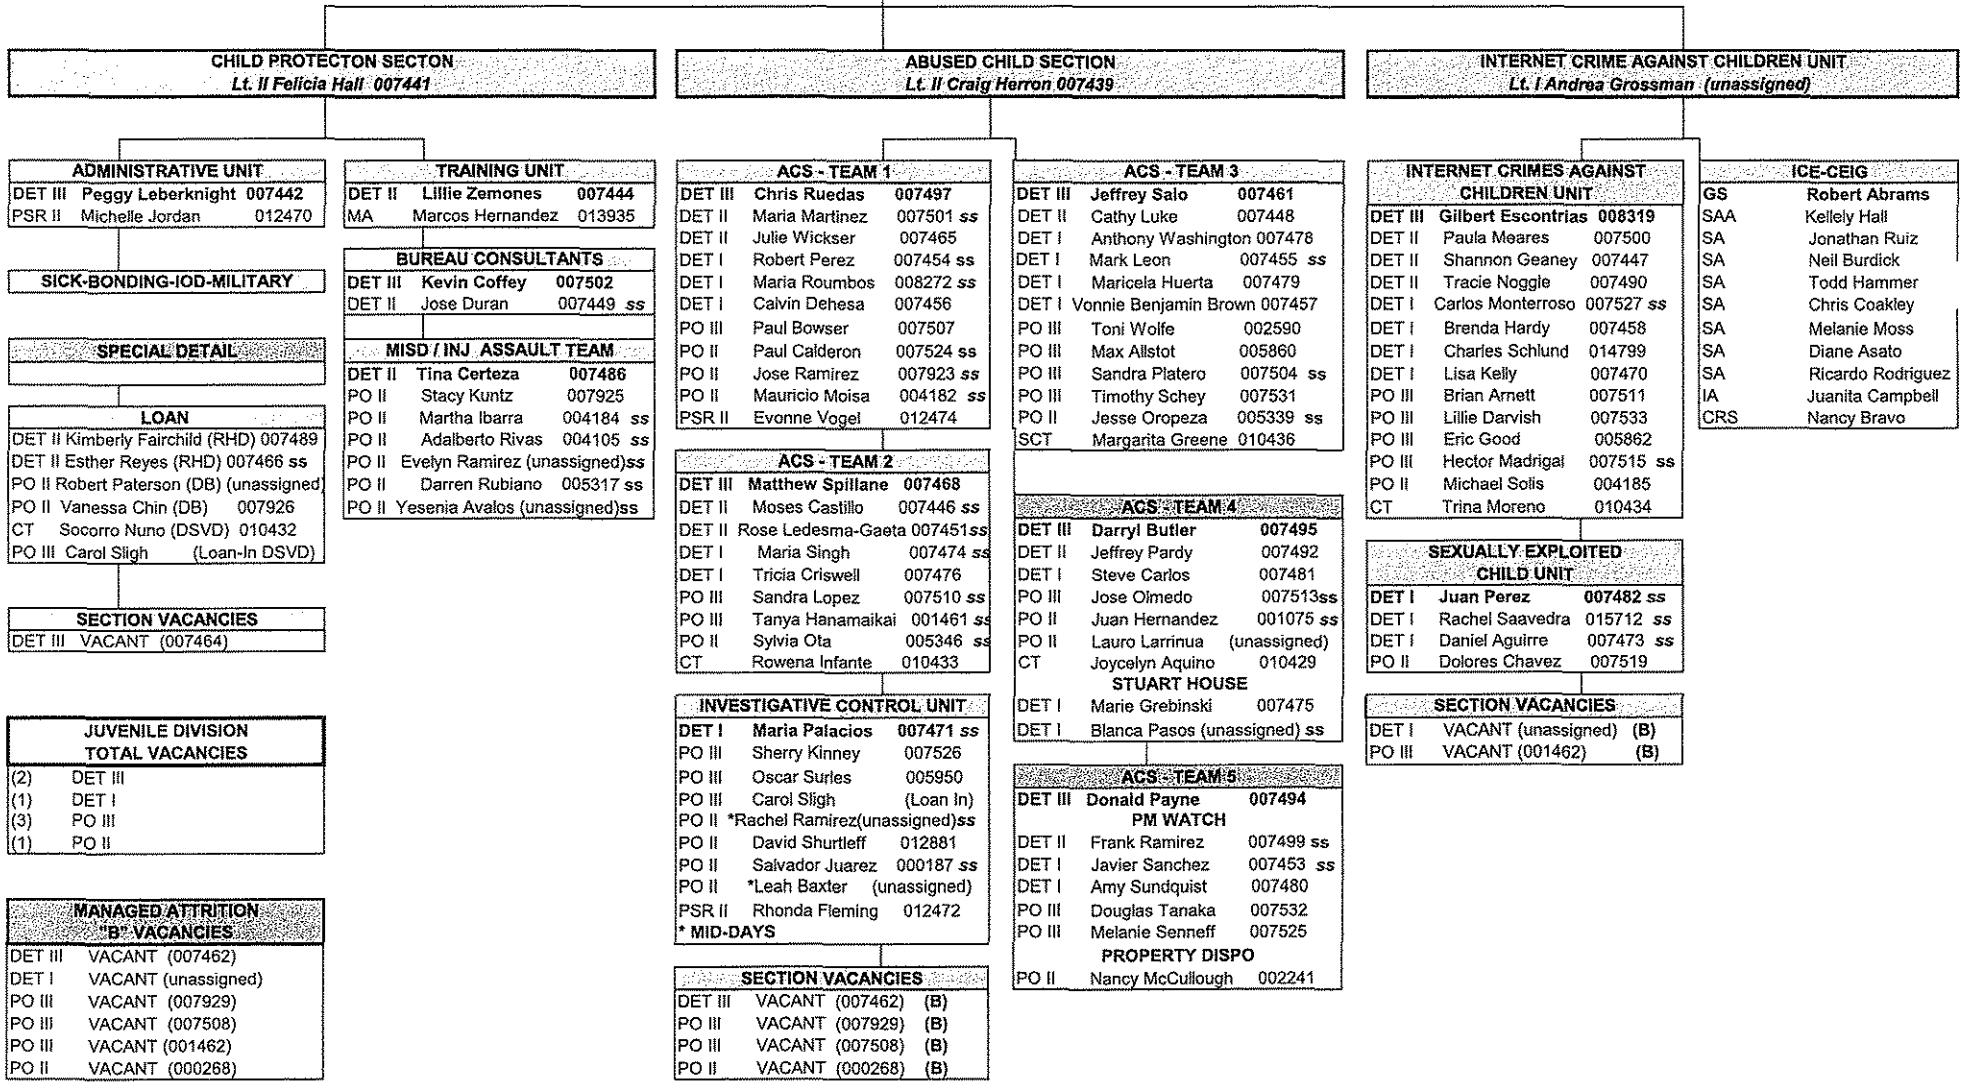 CHILD PROTECTON SECTON
Lt. II Felicia Hall 007441
ADMINISTRATIVE UNIT
DET III Peggy Leberknight 007442
PSR II Michelle Jordan 012470
SICK-BONDING-IOD-MILITARY
SPECIAL DETAIL
LOAN
DET II Kimberly Fairchild (RHD) 007489
DET II Esther Reyes (RHD) 007466 ss
PO II Robert Paterson (DB) (unassigned)
PO II Vanessa Chin (DB) 007926
CT Socorro Nuno (DSVD) 010432
PO III Carol Sligh (Loan-In DSVD)
SECTION VACANCIES
DET III VACANT (007464)
JUVENILE DIVISION
TOTAL VACANCIES
(2) DET III
(1) DET I
(3) PO III
(1) PO II
MANAGED ATTRITION
"B" VACANCIES
DET III VACANT (007462)
DET I VACANT (unassigned)
PO III VACANT (007929)
PO III VACANT (007508)
PO III VACANT (001462)
PO II VACANT (000268)
TRAINING UNIT
DET II Lillie Zemones 007444
MA Marcos Hernandez 013935
BUREAU CONSULTANTS
DET III Kevin Coffey 007502
DET II Jose Duran 007449 ss
MISD / INJ ASSAULT TEAM
DET II Tina Certeza 007486
PO II Stacy Kuntz 007925
PO II Martha Ibarra 004184 ss
PO II Adalberto Rivas 004105 ss
PO II Evelyn Ramirez (unassigned)ss
PO II Darren Rubiano 005317 ss
PO II Yesenia Avalos (unassigned)ss
ABUSED CHILD SECTION
Lt. II Craig Herron 007439
ACS - TEAM 1
DET III Chris Ruedas 007497
DET II Maria Martinez 007501 ss
DET II Julie Wickser 007465
DET I Robert Perez 007454 ss
DET I Maria Roumbos 008272 ss
DET I Calvin Dehesa 007456
PO III Paul Bowser 007507
PO II Paul Calderon 007524 ss
PO II Jose Ramirez 007923 ss
PO II Mauricio Moisa 004182 ss
PSR II Evonne Vogel 012474
ACS - TEAM 2
DET III Matthew Spillane 007468
DET II Moses Castillo 007446 ss
DET II Rose Ledesma-Gaeta 007451ss
DET I Maria Singh 007474 ss
DET I Tricia Criswell 007476
PO III Sandra Lopez 007510 ss
PO III Tanya Hanamaikai 001461 ss
PO II Sylvia Ota 005346 ss
CT Rowena Infante 010433
INVESTIGATIVE CONTROL UNIT
DET I Maria Palacios 007471 ss
PO III Sherry Kinney 007526
PO III Oscar Surles 005950
PO III Carol Sligh (Loan In)
PO II *Rachel Ramirez(unassigned)ss
PO II David Shurtleff 012881
PO II Salvador Juarez 000187 ss
PO II *Leah Baxter (unassigned)
PSR II Rhonda Fleming 012472
* MID-DAYS
SECTION VACANCIES
DET III VACANT (007462) (B)
PO III VACANT (007929) (B)
PO III VACANT (007508) (B)
PO II VACANT (000268) (B)
ACS - TEAM 3
DET III Jeffrey Salo 007461
DET II Cathy Luke 007448
DET I Anthony Washington 007478
DET I Mark Leon 007455 ss
DET I Maricela Huerta 007479
DET I Vonnie Benjamin Brown 007457
PO III Toni Wolfe 002590
PO III Max Allstot 005860
PO III Sandra Platero 007504 ss
PO III Timothy Schey 007531
PO II Jesse Oropeza 005339 ss
SCT Margarita Greene 010436
ACS - TEAM 4
DET III Darryl Butler 007495
DET II Jeffrey Pardy 007492
DET I Steve Carlos 007481
PO III Jose Olmedo 007513ss
PO II Juan Hernandez 001075 ss
PO II Lauro Larrinua (unassigned)
CT Joycelyn Aquino 010429
STUART HOUSE
DET I Marie Grebinski 007475
DET I Blanca Pasos (unassigned) ss
ACS - TEAM 5
DET III Donald Payne 007494
PM WATCH
DET II Frank Ramirez 007499 ss
DET I Javier Sanchez 007453 ss
DET I Amy Sundquist 007480
PO III Douglas Tanaka 007532
PO III Melanie Senneff 007525
PROPERTY DISPO
PO II Nancy McCullough 002241
INTERNET CRIME AGAINST CHILDREN UNIT
Lt. I Andrea Grossman (unassigned)
INTERNET CRIMES AGAINST
CHILDREN UNIT
DET III Gilbert Escontrias 008319
DET II Paula Meares 007500
DET II Shannon Geaney 007447
DET II Tracie Noggle 007490
DET I Carlos Monterroso 007527 ss
DET I Brenda Hardy 007458
DET I Charles Schlund 014799
DET I Lisa Kelly 007470
PO III Brian Arnett 007511
PO III Lillie Darvish 007533
PO III Eric Good 005862
PO III Hector Madrigal 007515 ss
PO II Michael Solis 004185
CT Trina Moreno 010434
SEXUALLY EXPLOITED
CHILD UNIT
DET I Juan Perez 007482 ss
DET I Rachel Saavedra 015712 ss
DET I Daniel Aguirre 007473 ss
PO II Dolores Chavez 007519
SECTION VACANCIES
DET I VACANT (unassigned) (B)
PO III VACANT (001462) (B)
ICE-CEIG
GS Robert Abrams
SAA Kellely Hall
SA Jonathan Ruiz
SA Neil Burdick
SA Todd Hammer
SA Chris Coakley
SA Melanie Moss
SA Diane Asato
SA Ricardo Rodriguez
IA Juanita Campbell
CRS Nancy Bravo